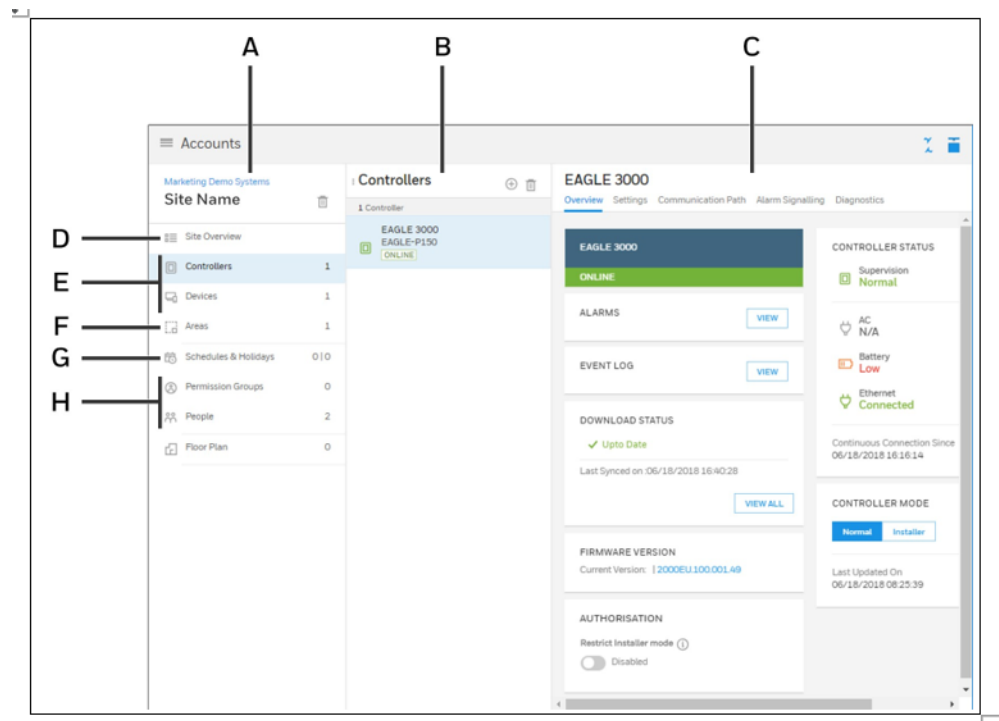 A
B
C
Accounts
Marketing Demo Systems
Site Name
D
Site Overview
E
Controllers 1
Devices 1
F
Areas 1
G
Schedules & Holidays 0|0
H
Permission Groups 0
People 2
Floor Plan 0
Controllers
1 Controller
EAGLE 3000
EAGLE-P150
ONLINE
EAGLE 3000
Overview Settings Communication Path Alarm Signalling Diagnostics
EAGLE 3000
ONLINE
ALARMS
VIEW
EVENT LOG
VIEW
DOWNLOAD STATUS
Upto Date
Last Synced on :06/18/2018 16:40:28
VIEW ALL
FIRMWARE VERSION
Current Version: | 2000EU.100.001.49
AUTHORISATION
Restrict Installer mode
Disabled
CONTROLLER STATUS
Supervision
Normal
AC
N/A
Battery
Low
Ethernet
Connected
Continuous Connection Since
06/18/2018 16:16:14
CONTROLLER MODE
Normal Installer
Last Updated On
06/18/2018 08:25:39